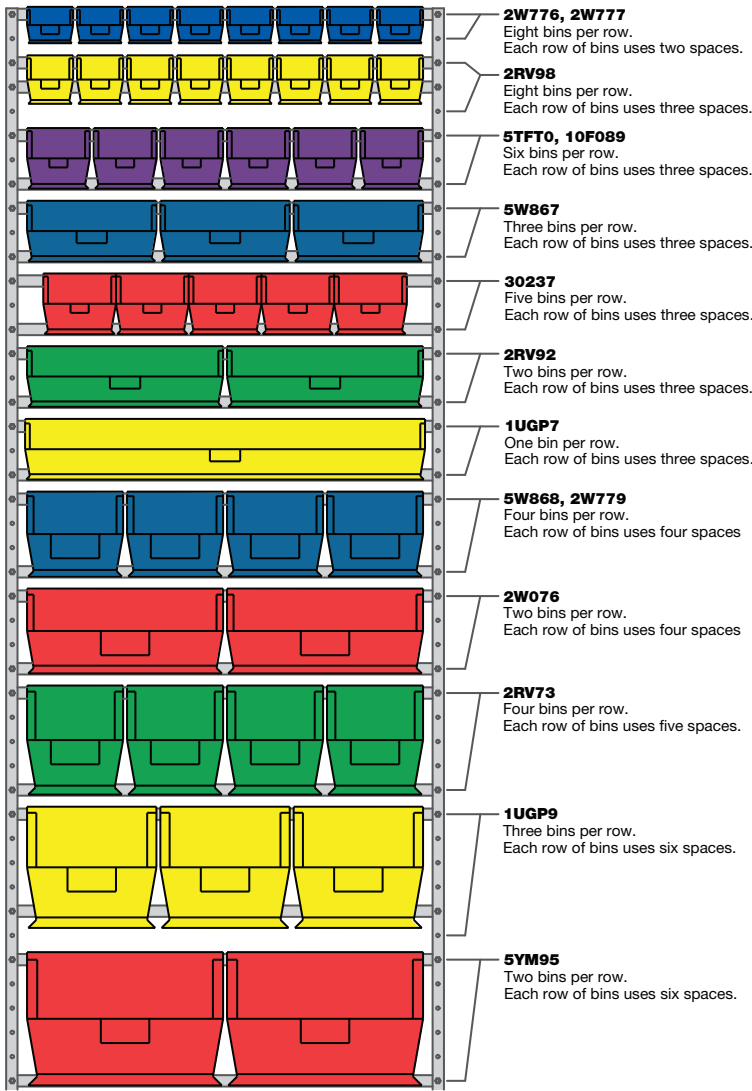 2W776, 2W777
Eight bins per row.
Each row of bins uses two spaces.
2RV98
Eight bins per row.
Each row of bins uses three spaces.
5TFT0, 10F089
Six bins per row.
Each row of bins uses three spaces.
5W867
Three bins per row.
Each row of bins uses three spaces.
30237
Five bins per row.
Each row of bins uses three spaces.
2RV92
Two bins per row.
Each row of bins uses three spaces.
1UGP7
One bin per row.
Each row of bins uses three spaces.
5W868, 2W779
Four bins per row.
Each row of bins uses four spaces
2W076
Two bins per row.
Each row of bins uses four spaces
2RV73
Four bins per row.
Each row of bins uses five spaces.
1UGP9
Three bins per row.
Each row of bins uses six spaces.
5YM95
Two bins per row.
Each row of bins uses six spaces.